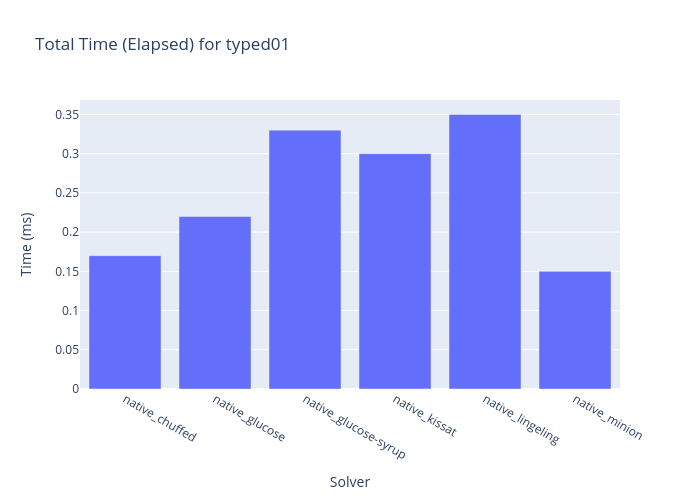 Total Time (Elapsed) for typed01
Time (ms)
0.35
0.3
0.25
0.2
0.15
0.1
0.05
0
native_chuffed
native_glucose
native_glucose-syrup
native_kissat
native_lingeling
native_minion
Solver